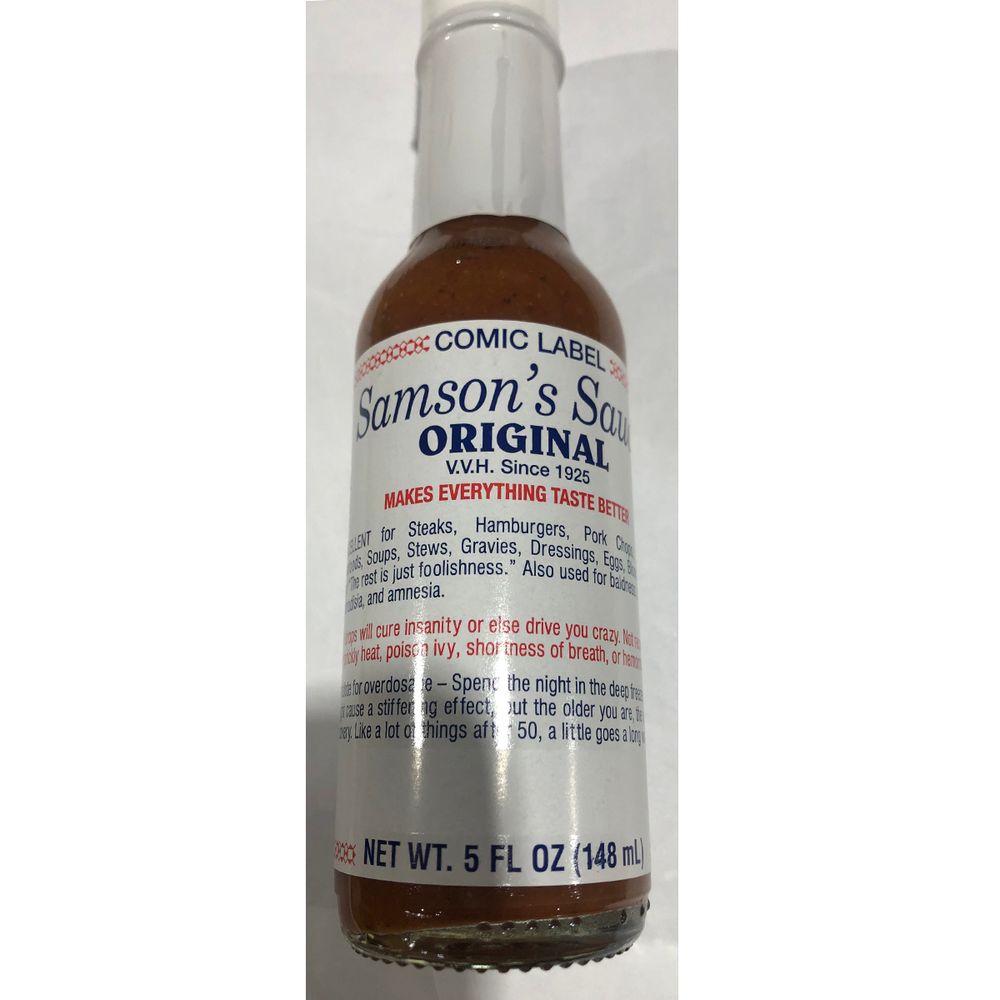 COMIC LABEL
Samson's
ORIGINAL
V.V.H. Since 1925
MAKES EVERYTHING TASTE BETTER
for Steaks, Hamburgers, Pork
Soups, Stews, Gravies, Dressings, Eggs,
"The rest is just foolishness." Also used for baldness,
and amnesia.
will cure insanity or else drive you crazy. Not
heat, poison ivy, shortness of breath, or
for overdosage – Spend the night in the deep
cause a stiffening effect, but the older you are,
Like a lot of things after 50, a little goes a long
NET WT. 5 FL OZ (148 mL)